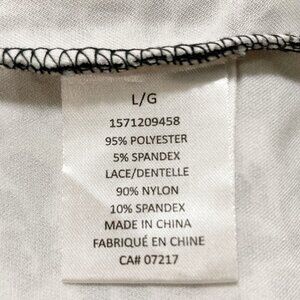 L/G
1571209458
95% POLYESTER
5% SPANDEX
LACE/DENTELLE
90% NYLON
10% SPANDEX
MADE IN CHINA
FABRIQUÉ EN CHINE
CA# 07217